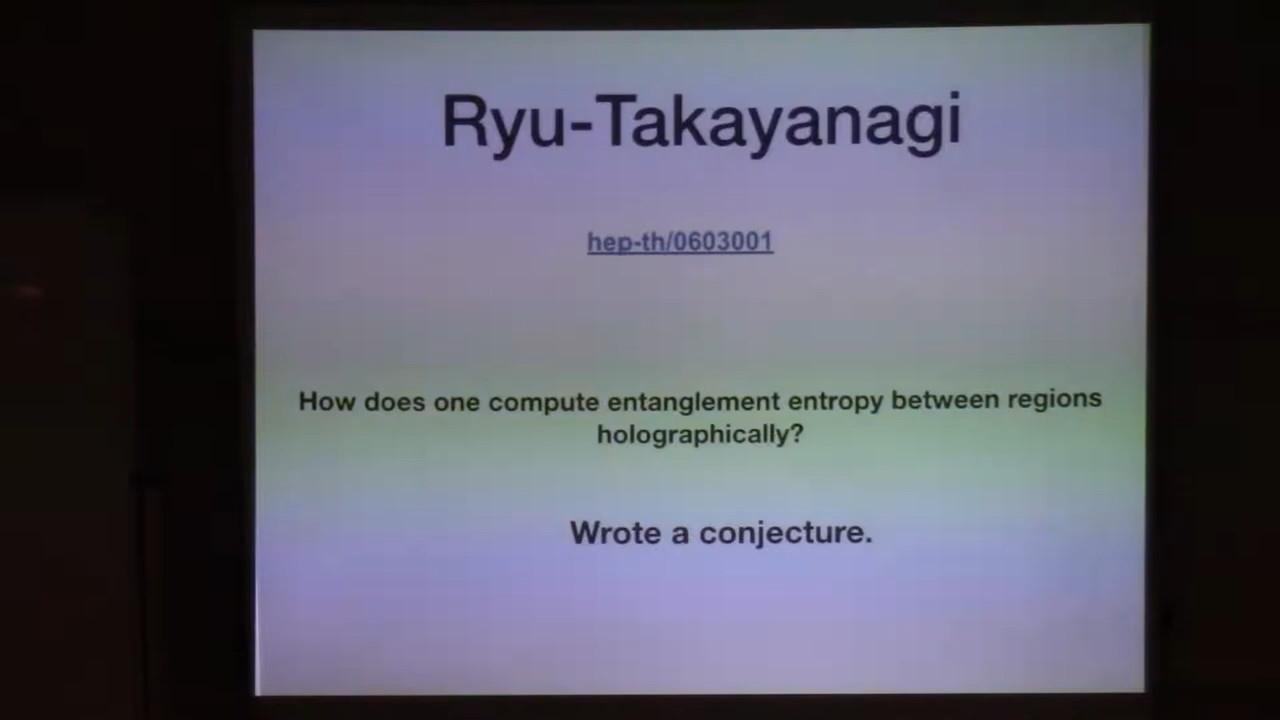 Ryu-Takayanagi
hep-th/0603001
How does one compute entanglement entropy between regions
holographically?
Wrote a conjecture.